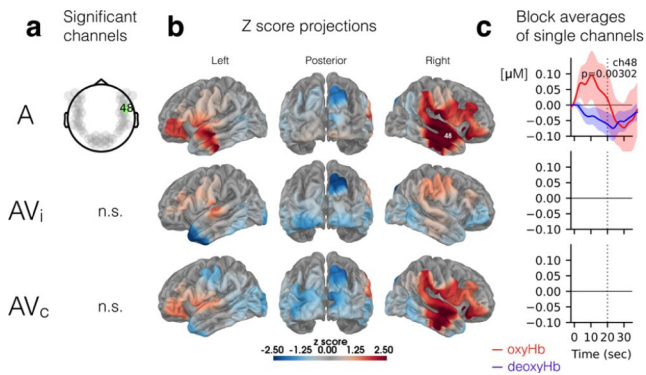 a Significant channels
b Z score projections
c Block averages of single channels
Left Posterior Right
A
48
48
[μM]
ch48
p=0.00302
0.10
0.05
0.00
−0.05
−0.10
AVi
n.s.
0.10
0.05
0.00
−0.05
−0.10
AVc
n.s.
0.10
0.05
0.00
−0.05
−0.10
0 10 20 30
Time (sec)
z score
-2.50 -1.25 0.00 1.25 2.50
oxyHb
deoxyHb